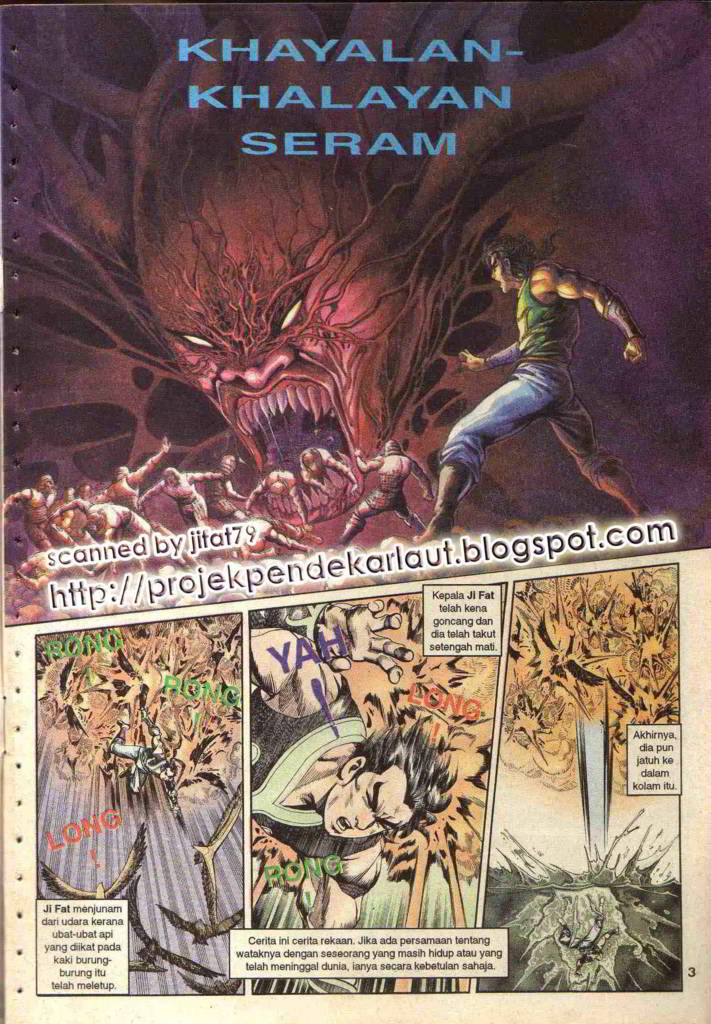 KHAYALAN-
KHALAYAN
SERAM
scanned by jifat79
http://projekpendekarlaut.blogspot.com
RONG
!
RONG
!
LONG
!
Ji Fat menjunam
dari udara kerana
ubat-ubat api
yang diikat pada
kaki burung-
burung itu
telah meletup.
Kepala Ji Fat
telah kena
goncang dan
dia telah takut
setengah mati.
YAH
!
LONG
!
RONG
!
Cerita ini cerita rekaan. Jika ada persamaan tentang
wataknya dengan seseorang yang masih hidup atau yang
telah meninggal dunia, ianya secara kebetulan sahaja.
Akhirnya,
dia pun
jatuh ke
dalam
kolam itu.
3